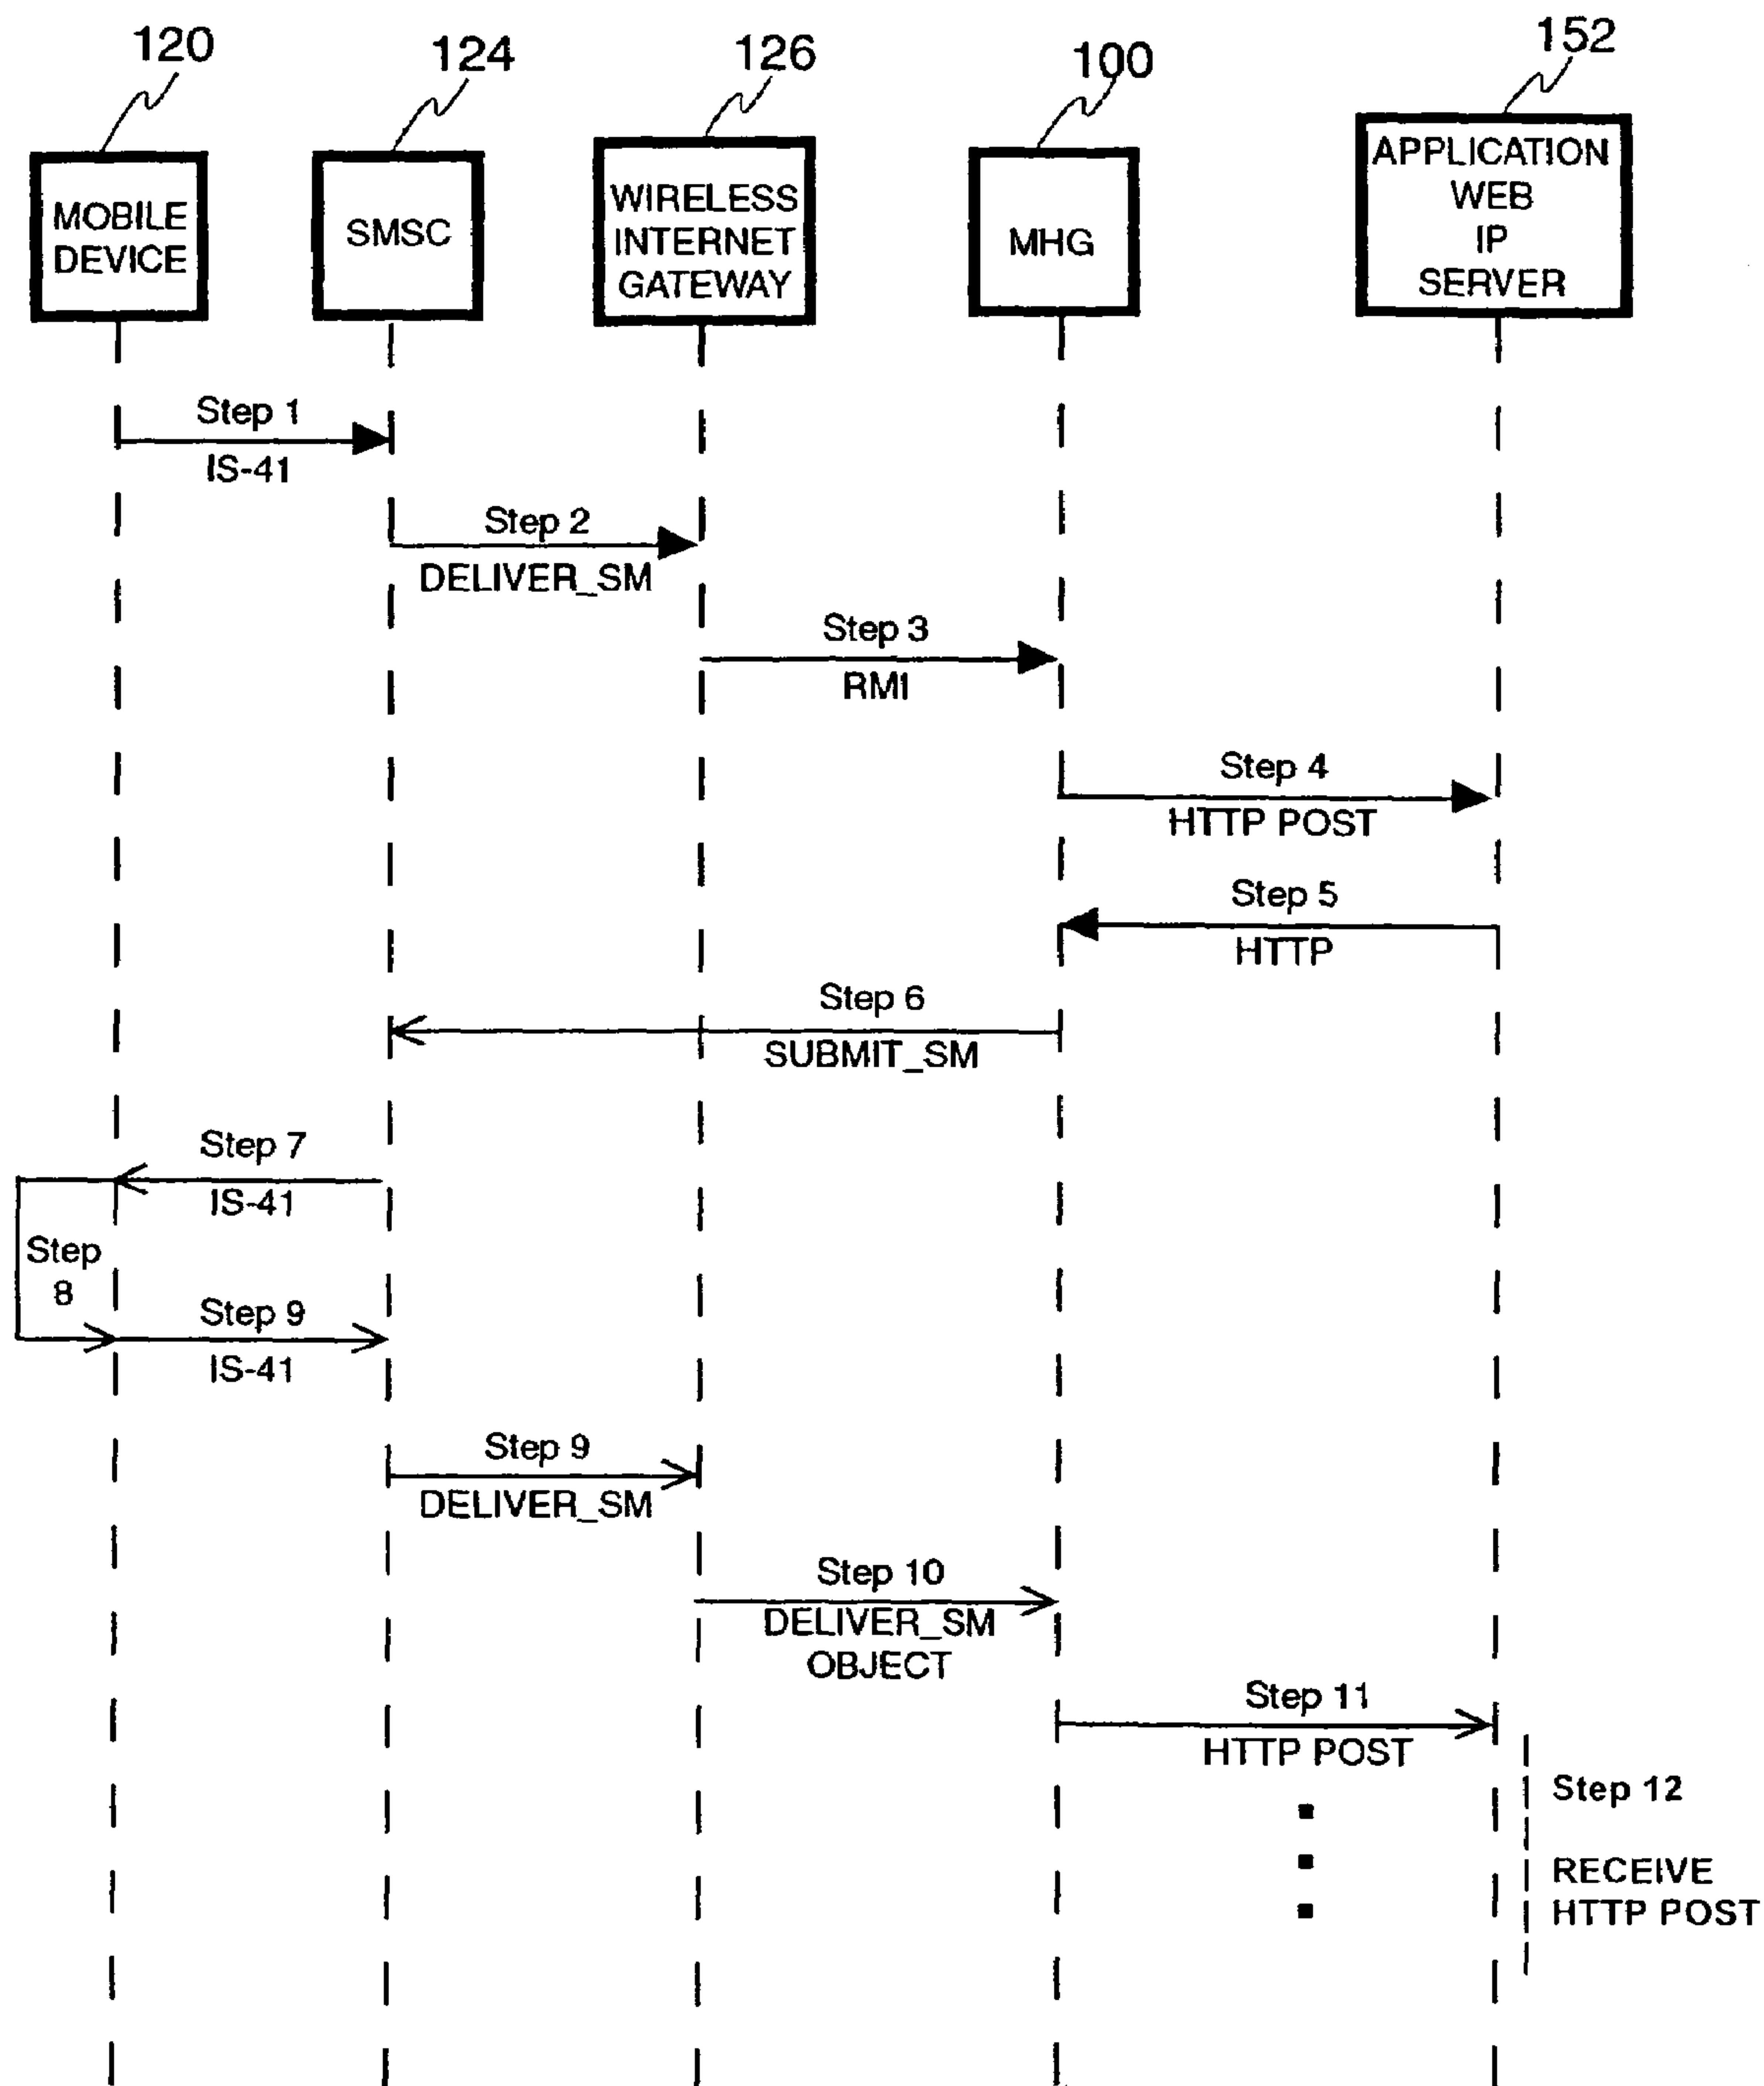 120
124
126
100
152
MOBILE
DEVICE
SMSC
WIRELESS
INTERNET
GATEWAY
MHG
APPLICATION
WEB
IP
SERVER
Step 1
IS-41
Step 2
DELIVER_SM
Step 3
RMI
Step 4
HTTP POST
Step 5
HTTP
Step 6
SUBMIT_SM
Step 7
IS-41
Step
8
Step 9
IS-41
Step 9
DELIVER_SM
Step 10
DELIVER_SM
OBJECT
Step 11
HTTP POST
Step 12
RECEIVE
HTTP POST